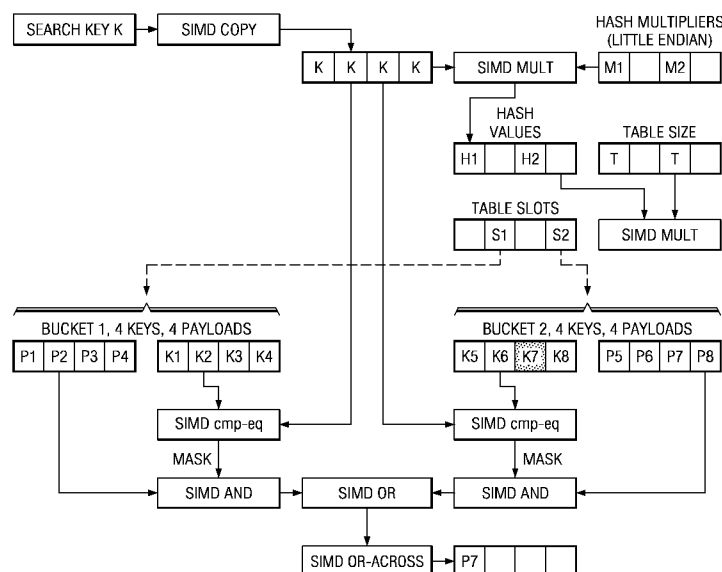 SEARCH KEY K
SIMD COPY
HASH MULTIPLIERS
(LITTLE ENDIAN)
K K K K
SIMD MULT
M1 M2
HASH
VALUES
TABLE SIZE
H1 H2
T T
TABLE SLOTS
S1 S2
SIMD MULT
BUCKET 1, 4 KEYS, 4 PAYLOADS
BUCKET 2, 4 KEYS, 4 PAYLOADS
P1 P2 P3 P4
K1 K2 K3 K4
K5 K6 K7 K8
P5 P6 P7 P8
SIMD cmp-eq
SIMD cmp-eq
MASK
MASK
SIMD AND
SIMD OR
SIMD AND
SIMD OR-ACROSS
P7